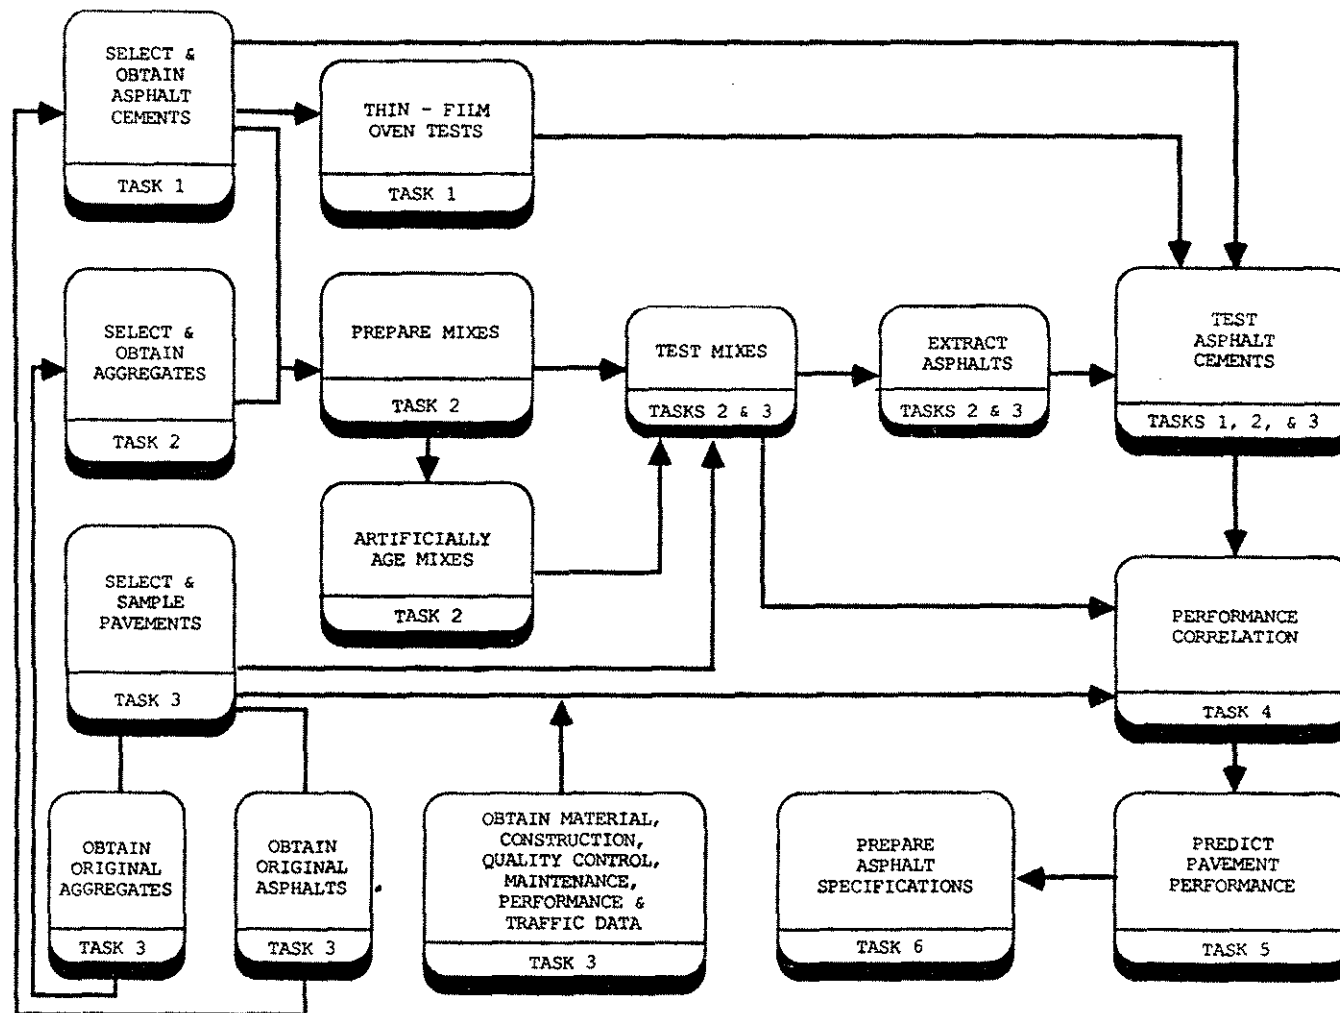 SELECT &
OBTAIN
ASPHALT
CEMENTS
TASK 1
THIN - FILM
OVEN TESTS
TASK 1
SELECT &
OBTAIN
AGGREGATES
TASK 2
PREPARE MIXES
TASK 2
TEST MIXES
TASKS 2 & 3
EXTRACT
ASPHALTS
TASKS 2 & 3
TEST
ASPHALT
CEMENTS
TASKS 1, 2, & 3
ARTIFICIALLY
AGE MIXES
TASK 2
SELECT &
SAMPLE
PAVEMENTS
TASK 3
PERFORMANCE
CORRELATION
TASK 4
OBTAIN
ORIGINAL
AGGREGATES
TASK 3
OBTAIN
ORIGINAL
ASPHALTS
TASK 3
OBTAIN MATERIAL,
CONSTRUCTION,
QUALITY CONTROL,
MAINTENANCE,
PERFORMANCE &
TRAFFIC DATA
TASK 3
PREPARE
ASPHALT
SPECIFICATIONS
TASK 6
PREDICT
PAVEMENT
PERFORMANCE
TASK 5